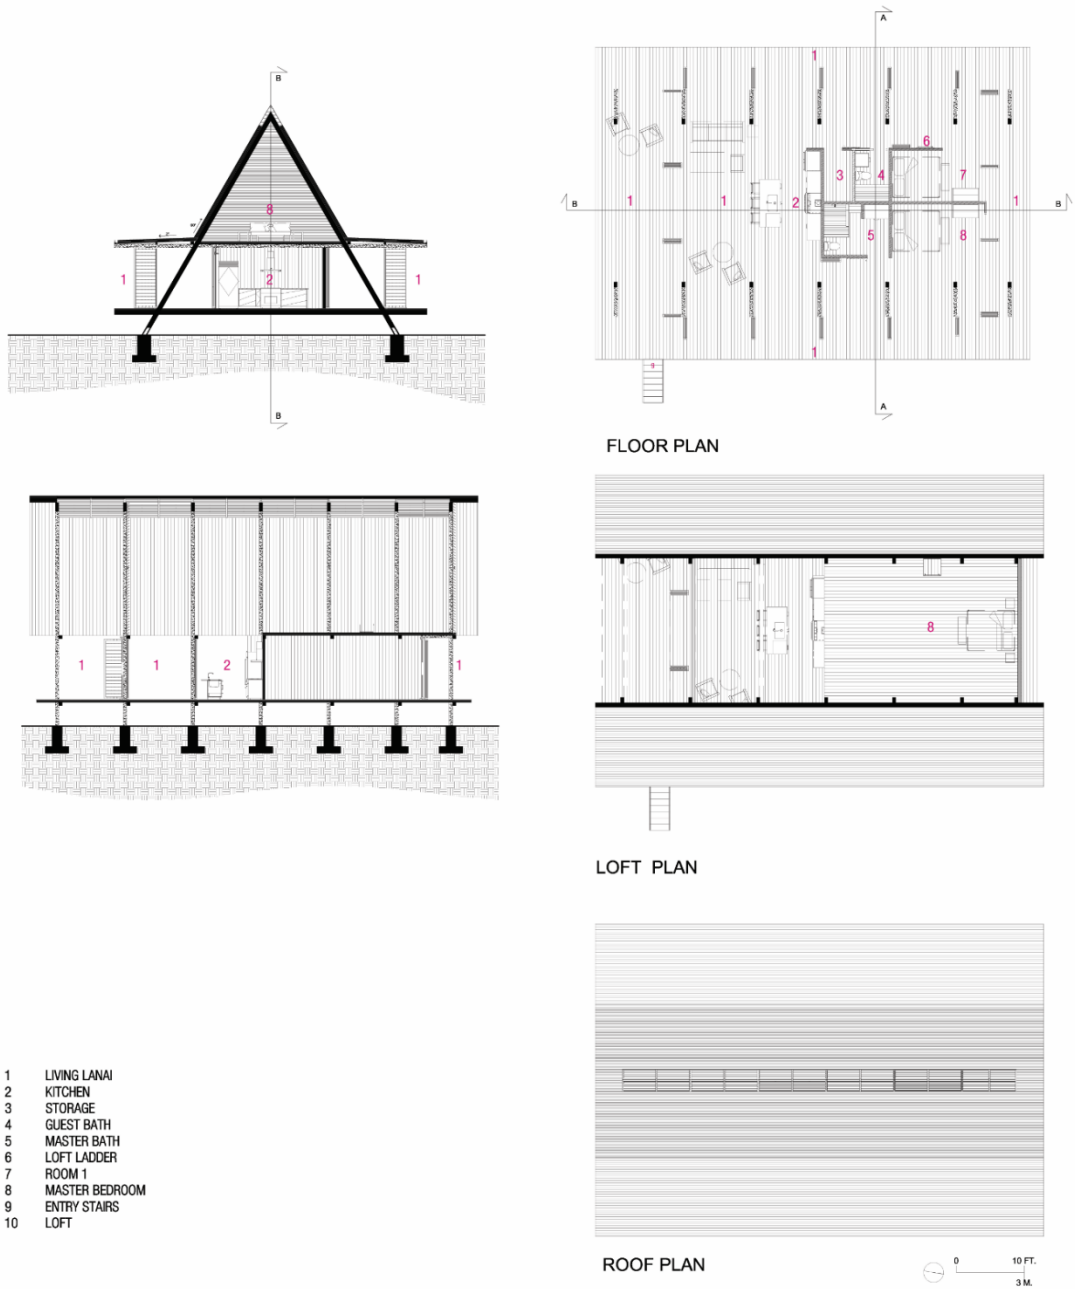 B
8
1
2
1
B
A
1
6
3
4
7
B
1
1
2
1
B
5
8
1
9
A
FLOOR PLAN
1
1
2
1
8
LOFT PLAN
1 LIVING LANAI
2 KITCHEN
3 STORAGE
4 GUEST BATH
5 MASTER BATH
6 LOFT LADDER
7 ROOM 1
8 MASTER BEDROOM
9 ENTRY STAIRS
10 LOFT
ROOF PLAN
0 10 FT.
3 M.